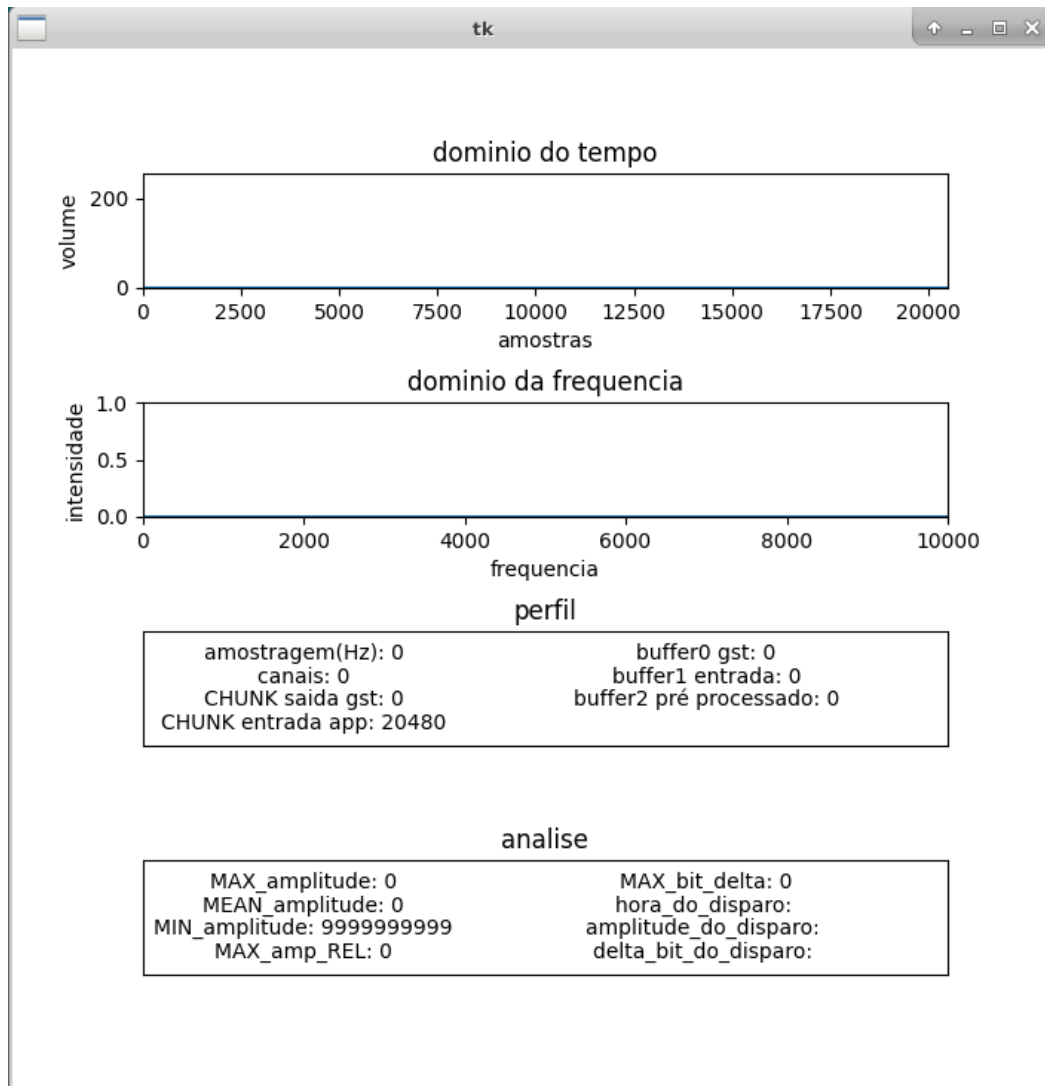 tk
dominio do tempo
volume
200
0
0 2500 5000 7500 10000 12500 15000 17500 20000
amostras
dominio da frequencia
intensidade
1.0
0.5
0.0
0 2000 4000 6000 8000 10000
frequencia
perfil
amostragem(Hz): 0
canais: 0
CHUNK saida gst: 0
CHUNK entrada app: 20480
buffer0 gst: 0
buffer1 entrada: 0
buffer2 pré processado: 0
analise
MAX_amplitude: 0
MEAN_amplitude: 0
MIN_amplitude: 9999999999
MAX_amp_REL: 0
MAX_bit_delta: 0
hora_do_disparo:
amplitude_do_disparo:
delta_bit_do_disparo: